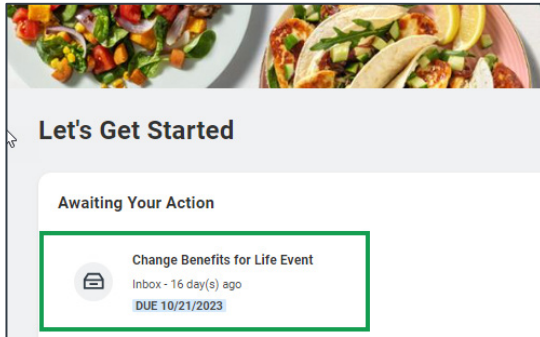 Let's Get Started
Awaiting Your Action
Change Benefits for Life Event
Inbox - 16 day(s) ago
DUE 10/21/2023